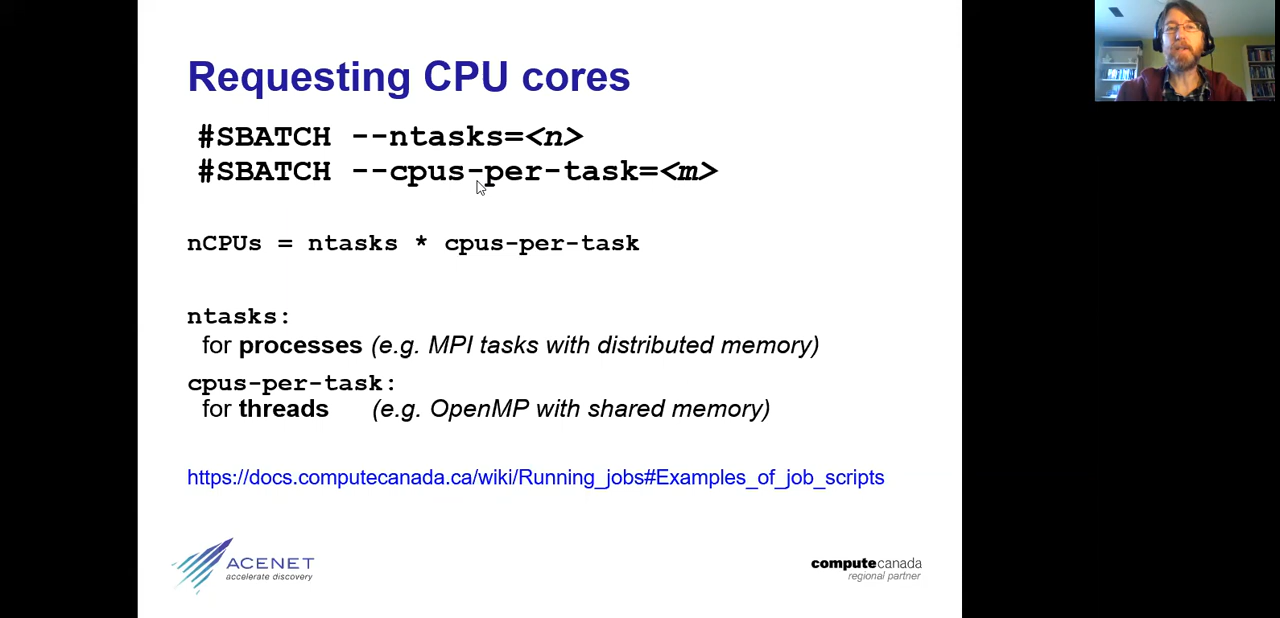 Requesting CPU cores
#SBATCH --ntasks=<n>
#SBATCH --cpus-per-task=<m>
nCPUs = ntasks * cpus-per-task
ntasks:
for processes (e.g. MPI tasks with distributed memory)
cpus-per-task:
for threads (e.g. OpenMP with shared memory)
https://docs.computecanada.ca/wiki/Running_jobs#Examples_of_job_scripts
ACENET
accelerate discovery
computecanada
regional partner